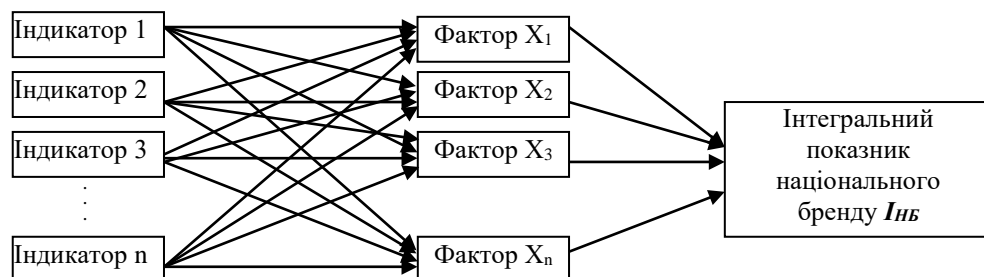 Індикатор 1
Індикатор 2
Індикатор 3
Індикатор n
Фактор X₁
Фактор X₂
Фактор X₃
Фактор Xₙ
Інтегральний
показник
національного
бренду Iнб